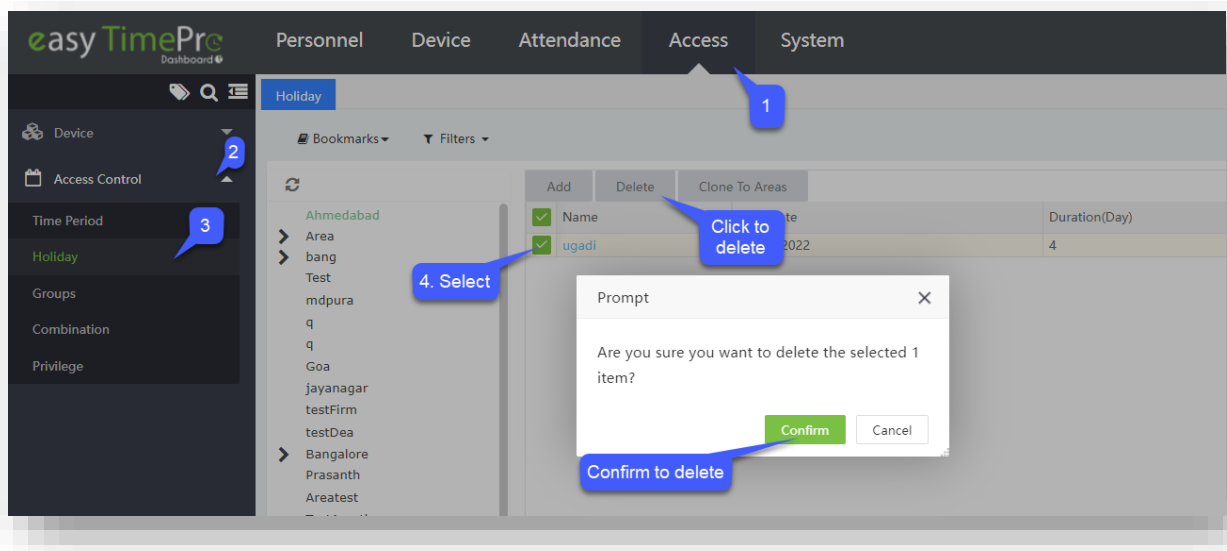 easy TimePro
Dashboard
Personnel Device Attendance Access System
1
Holiday
Device
2
Access Control
Time Period
3
Holiday
Groups
Combination
Privilege
Bookmarks Filters
Add Delete Clone To Areas
Name Duration(Day)
ugadi 2022 4
Click to
delete
4. Select
Ahmedabad
Area
bang
Test
mdpura
q
q
Goa
jayanagar
testFirm
testDea
Bangalore
Prasanth
Areatest
Prompt
Are you sure you want to delete the selected 1
item?
Confirm Cancel
Confirm to delete